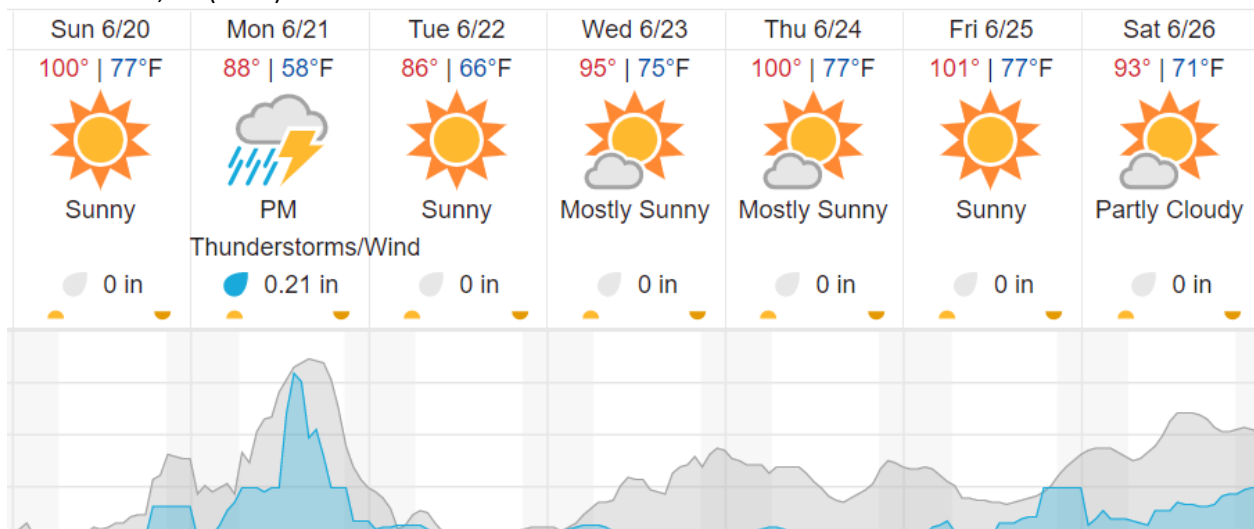 Sun 6/20 Mon 6/21 Tue 6/22 Wed 6/23 Thu 6/24 Fri 6/25 Sat 6/26
100° | 77°F 88° | 58°F 86° | 66°F 95° | 75°F 100° | 77°F 101° | 77°F 93° | 71°F
Sunny PM Sunny Mostly Sunny Mostly Sunny Sunny Partly Cloudy
Thunderstorms/Wind
0 in 0.21 in 0 in 0 in 0 in 0 in 0 in